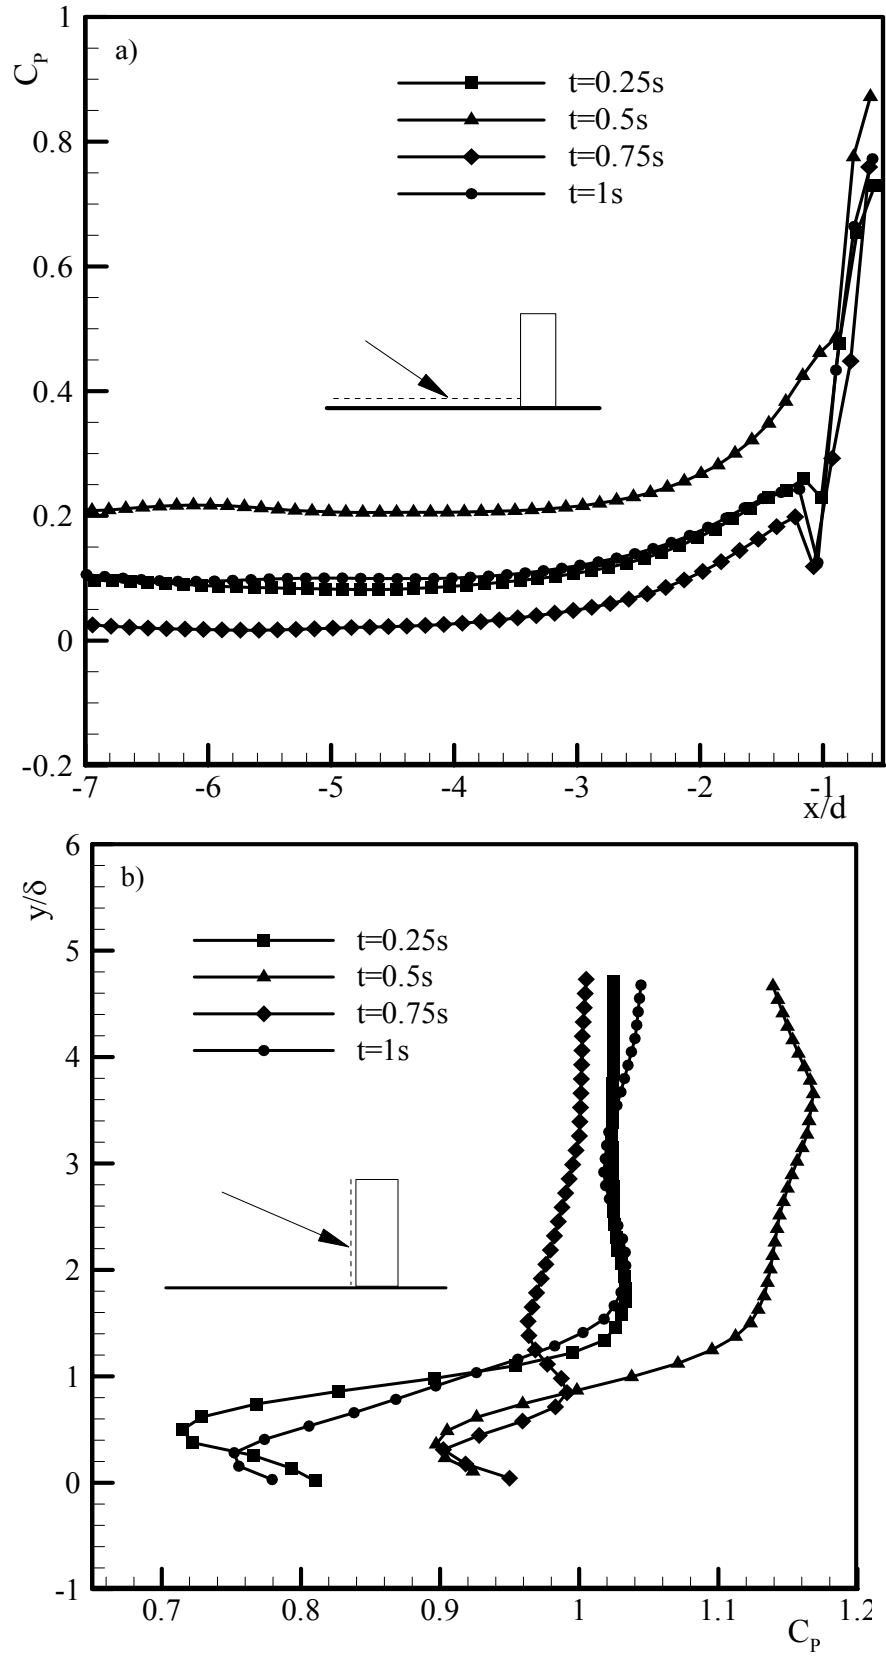 1
a)
C_P
t=0.25s
t=0.5s
0.8
t=0.75s
t=1s
0.6
0.4
0.2
0
-0.2
-7 -6 -5 -4 -3 -2 -1
x/d
6
b)
y/δ
t=0.25s
5
t=0.5s
t=0.75s
t=1s
4
3
2
1
0
-1
0.7 0.8 0.9 1 1.1 1.2
C_P